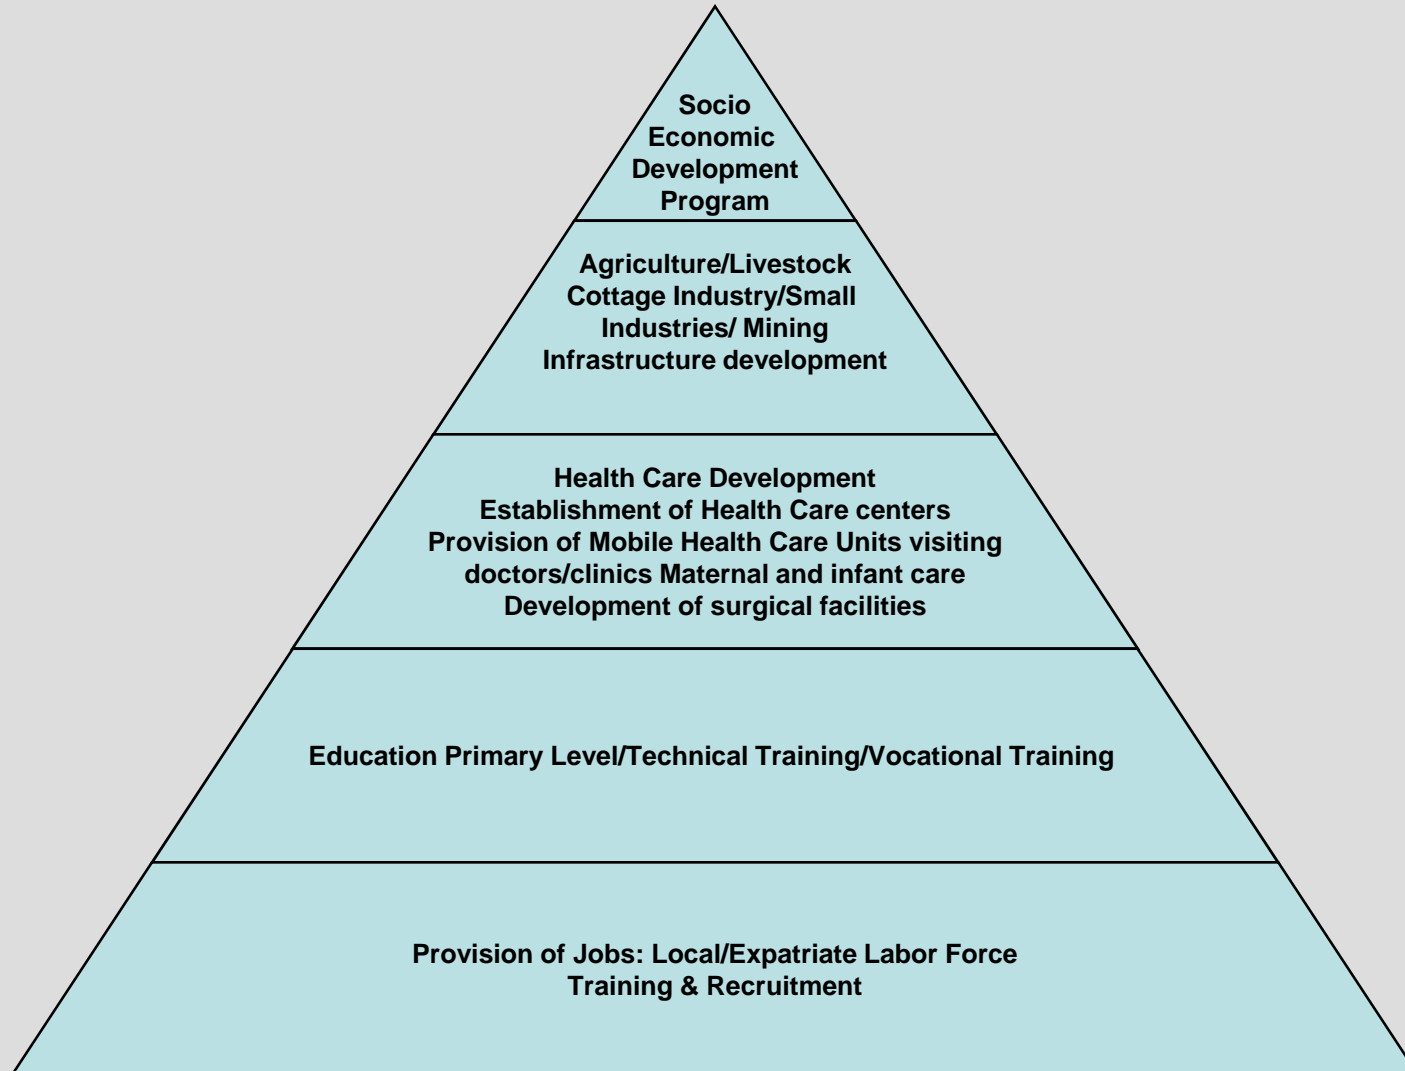 Socio
Economic
Development
Program
Agriculture/Livestock
Cottage Industry/Small
Industries/ Mining
Infrastructure development
Health Care Development
Establishment of Health Care centers
Provision of Mobile Health Care Units visiting
doctors/clinics Maternal and infant care
Development of surgical facilities
Education Primary Level/Technical Training/Vocational Training
Provision of Jobs: Local/Expatriate Labor Force
Training & Recruitment